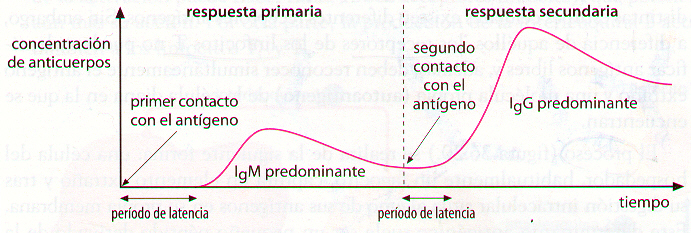 respuesta primaria
respuesta secundaria
concentración
de anticuerpos
segundo
contacto
con el
antígeno
primer contacto
con el antígeno
IgG predominante
IgM predominante
tiempo
período de latencia
período de latencia